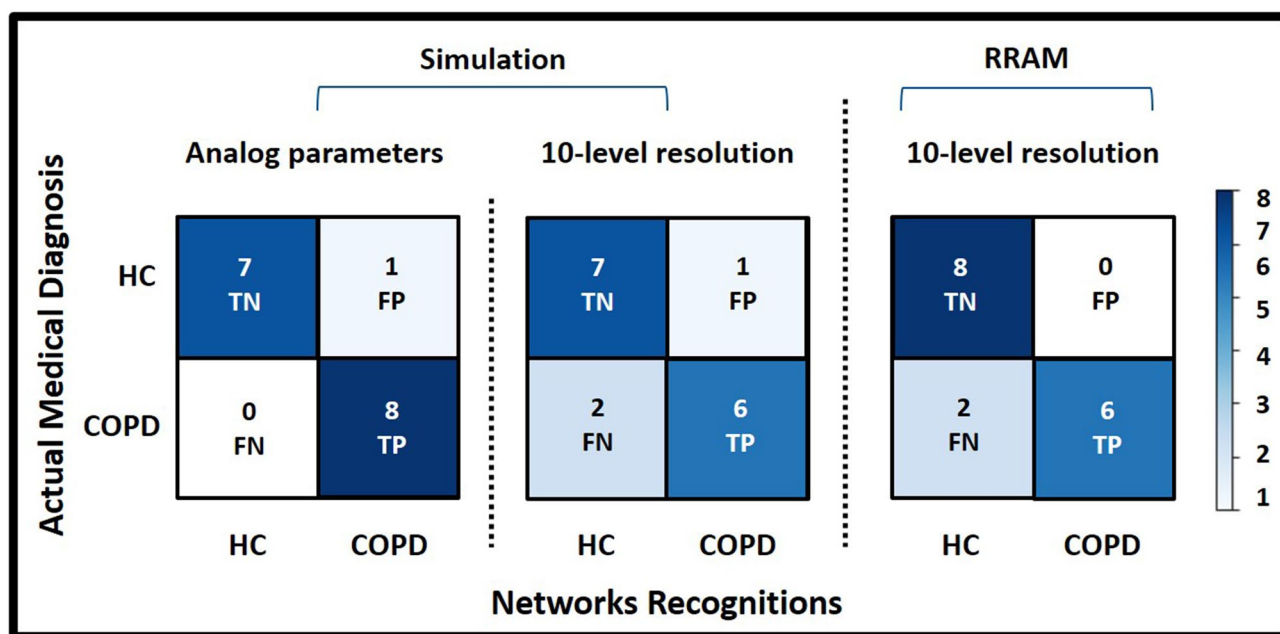 Simulation
RRAM
Analog parameters
10-level resolution
10-level resolution
Actual Medical Diagnosis
HC
7
TN
1
FP
7
TN
1
FP
8
TN
0
FP
COPD
0
FN
8
TP
2
FN
6
TP
2
FN
6
TP
8
7
6
5
4
3
2
1
HC
COPD
HC
COPD
HC
COPD
Networks Recognitions